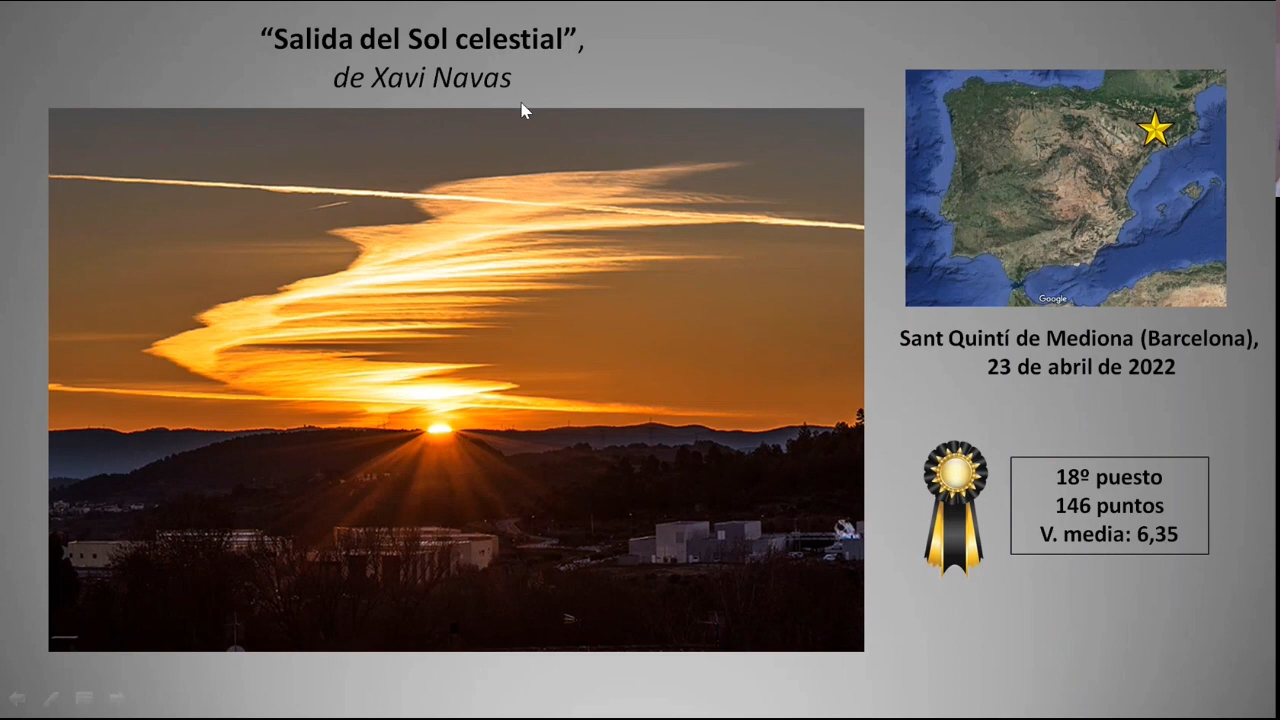 “Salida del Sol celestial”,
de Xavi Navas
Google
Sant Quintí de Mediona (Barcelona),
23 de abril de 2022
18º puesto
146 puntos
V. media: 6,35